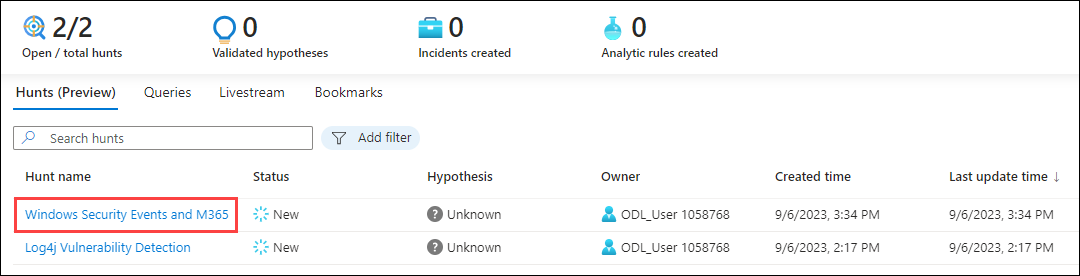 2/2 0 0 0
Open / total hunts Validated hypotheses Incidents created Analytic rules created
Hunts (Preview) Queries Livestream Bookmarks
Search hunts Add filter
Hunt name Status Hypothesis Owner Created time Last update time ↓
Windows Security Events and M365 New ? Unknown ODL_User 1058768 9/6/2023, 3:34 PM 9/6/2023, 3:34 PM
Log4j Vulnerability Detection New ? Unknown ODL_User 1058768 9/6/2023, 2:17 PM 9/6/2023, 2:17 PM